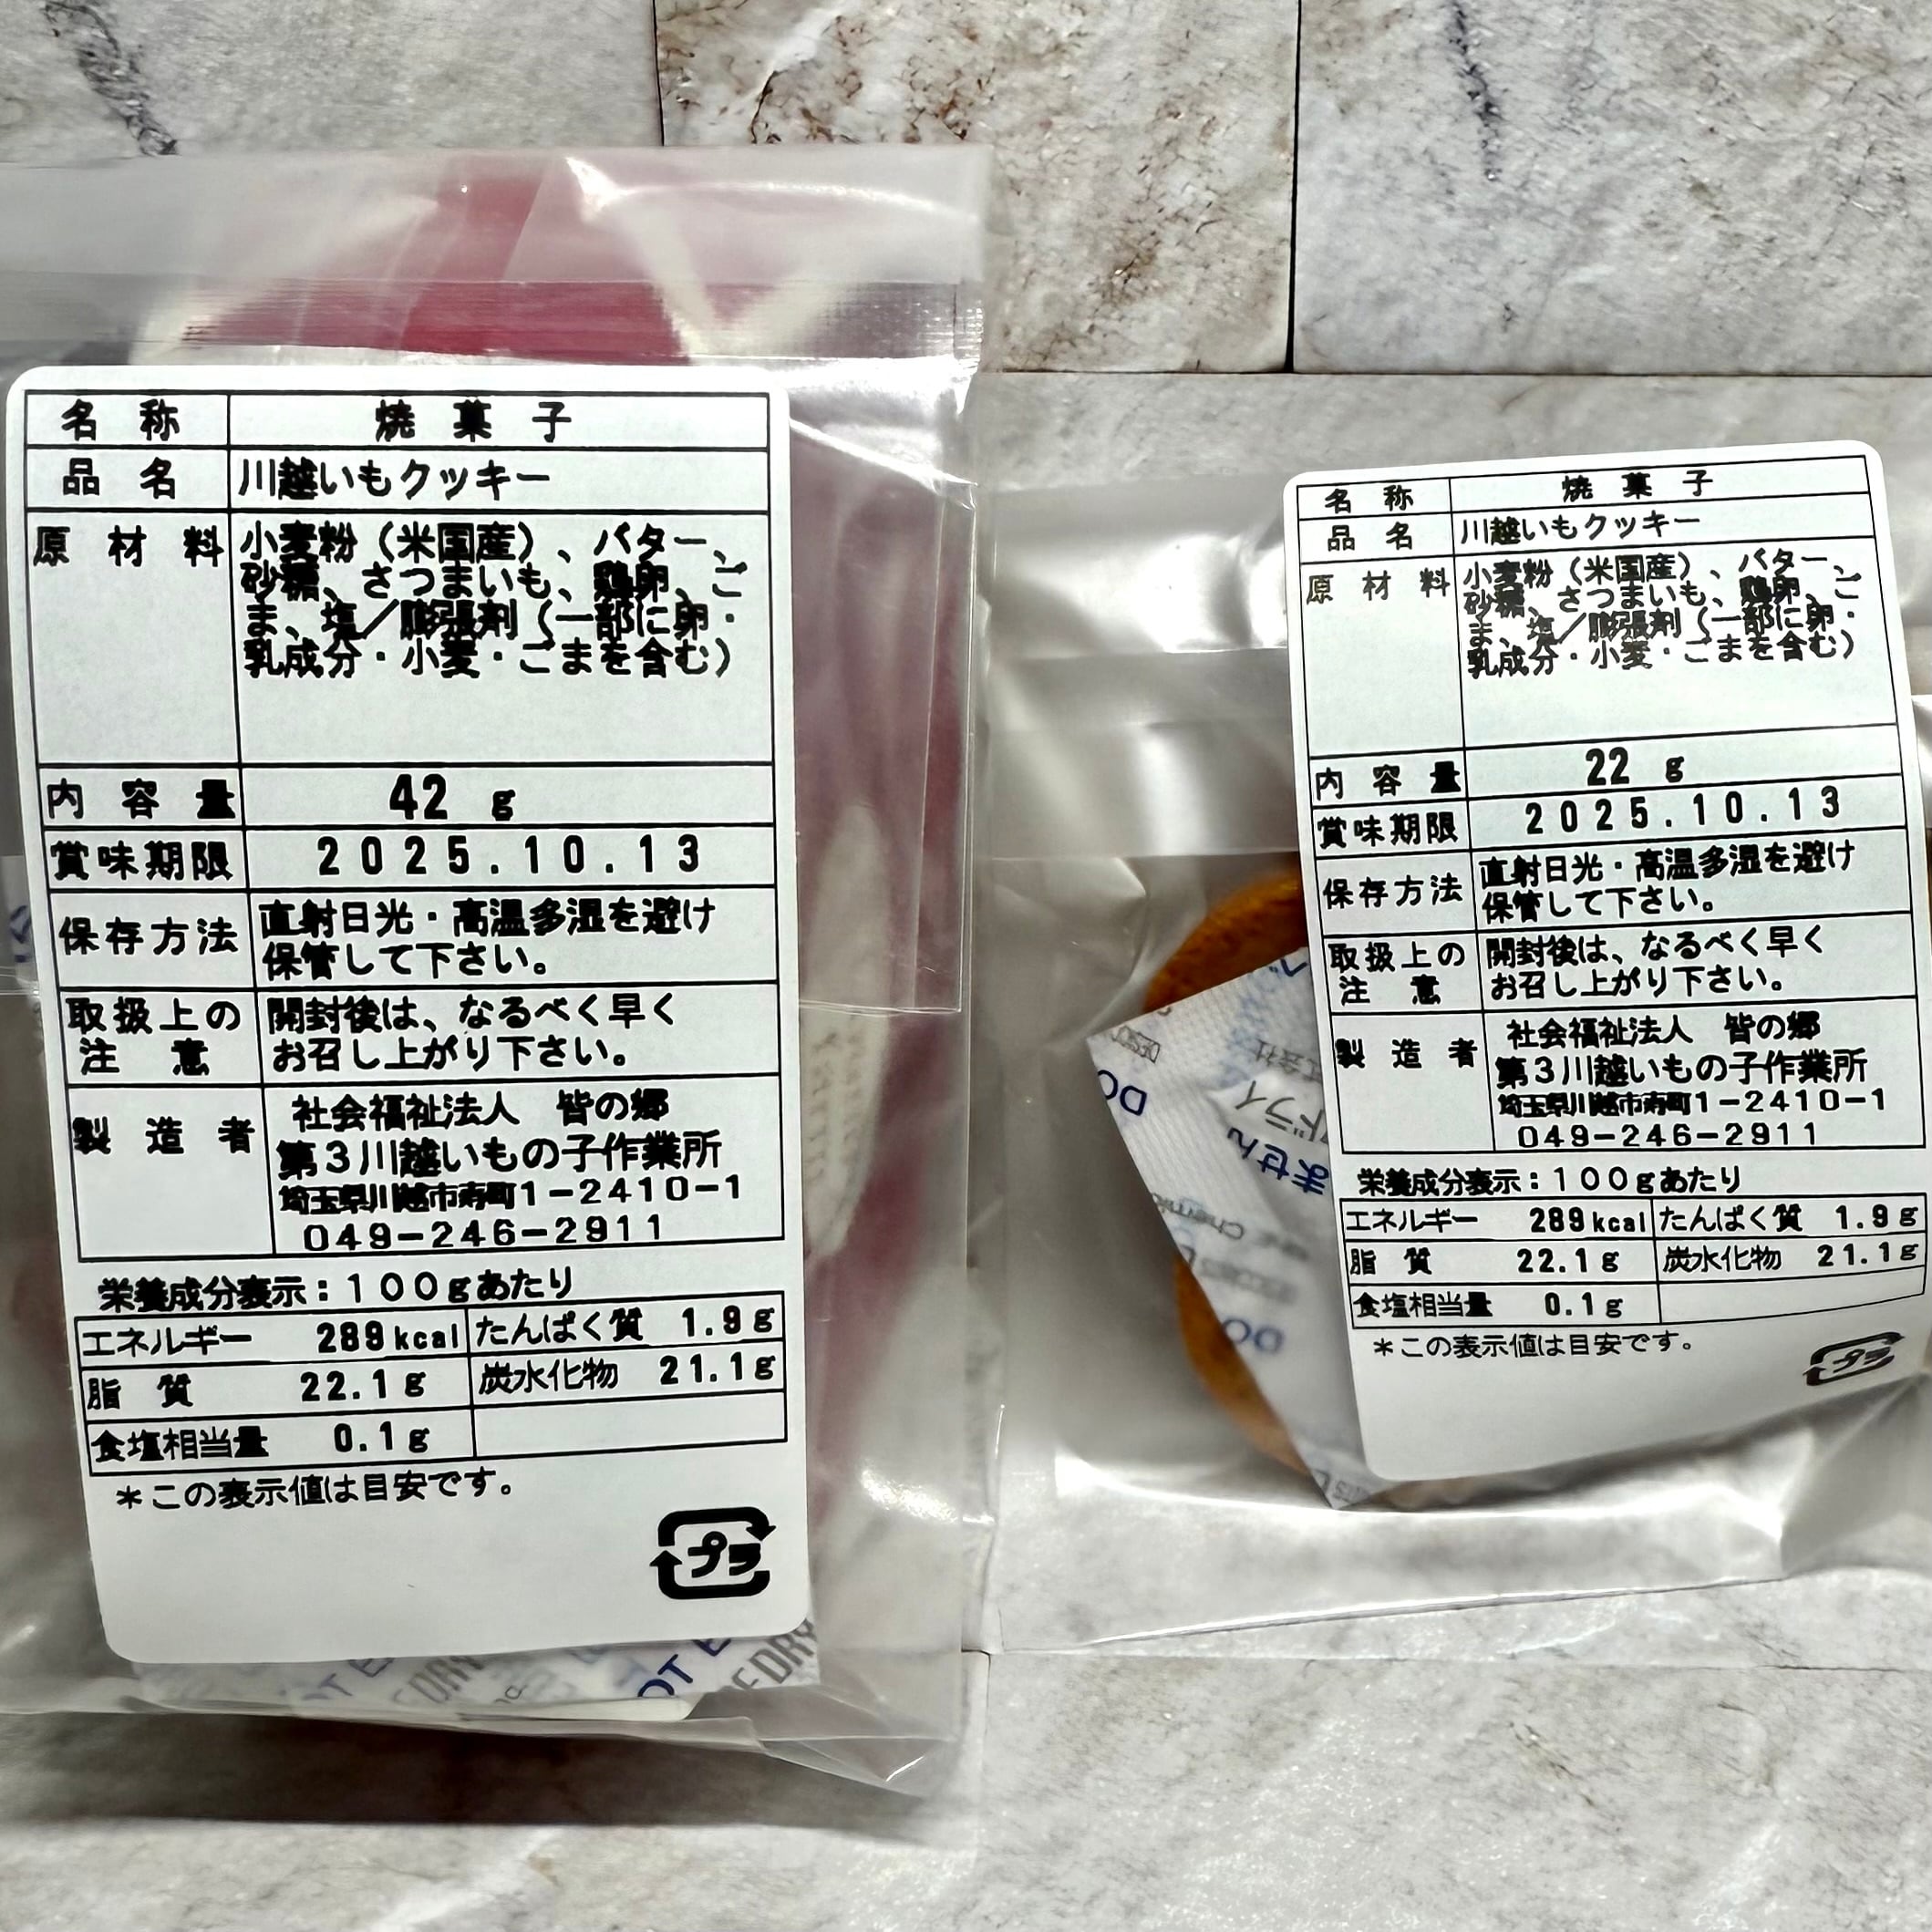 名称 焼菓子
品名 川越いもクッキー
原材料 小麦粉（米国産）、バター、
砂糖、さつまいも、鶏卵、ご
ま、塩／膨張剤（一部に卵・
乳成分・小麦・ごまを含む）
内容量 42 g
賞味期限 2025.10.13
保存方法 直射日光・高温多湿を避け
保管して下さい。
取扱上の注意 開封後は、なるべく早く
お召し上がり下さい。
製造者 社会福祉法人 皆の郷
第3川越いもの子作業所
埼玉県川越市寿町1-2410-1
049-246-2911
栄養成分表示：100gあたり
エネルギー 289kcal たんぱく質 1.9g
脂質 22.1g 炭水化物 21.1g
食塩相当量 0.1g
＊この表示値は目安です。
プラ
名称 焼菓子
品名 川越いもクッキー
原材料 小麦粉（米国産）、バター、
砂糖、さつまいも、鶏卵、ご
ま、塩／膨張剤（一部に卵・
乳成分・小麦・ごまを含む）
内容量 22 g
賞味期限 2025.10.13
保存方法 直射日光・高温多湿を避け
保管して下さい。
取扱上の注意 開封後は、なるべく早く
お召し上がり下さい。
製造者 社会福祉法人 皆の郷
第3川越いもの子作業所
埼玉県川越市寿町1-2410-1
049-246-2911
栄養成分表示：100gあたり
エネルギー 289kcal たんぱく質 1.9g
脂質 22.1g 炭水化物 21.1g
食塩相当量 0.1g
＊この表示値は目安です。
プラ
ません
ドライ